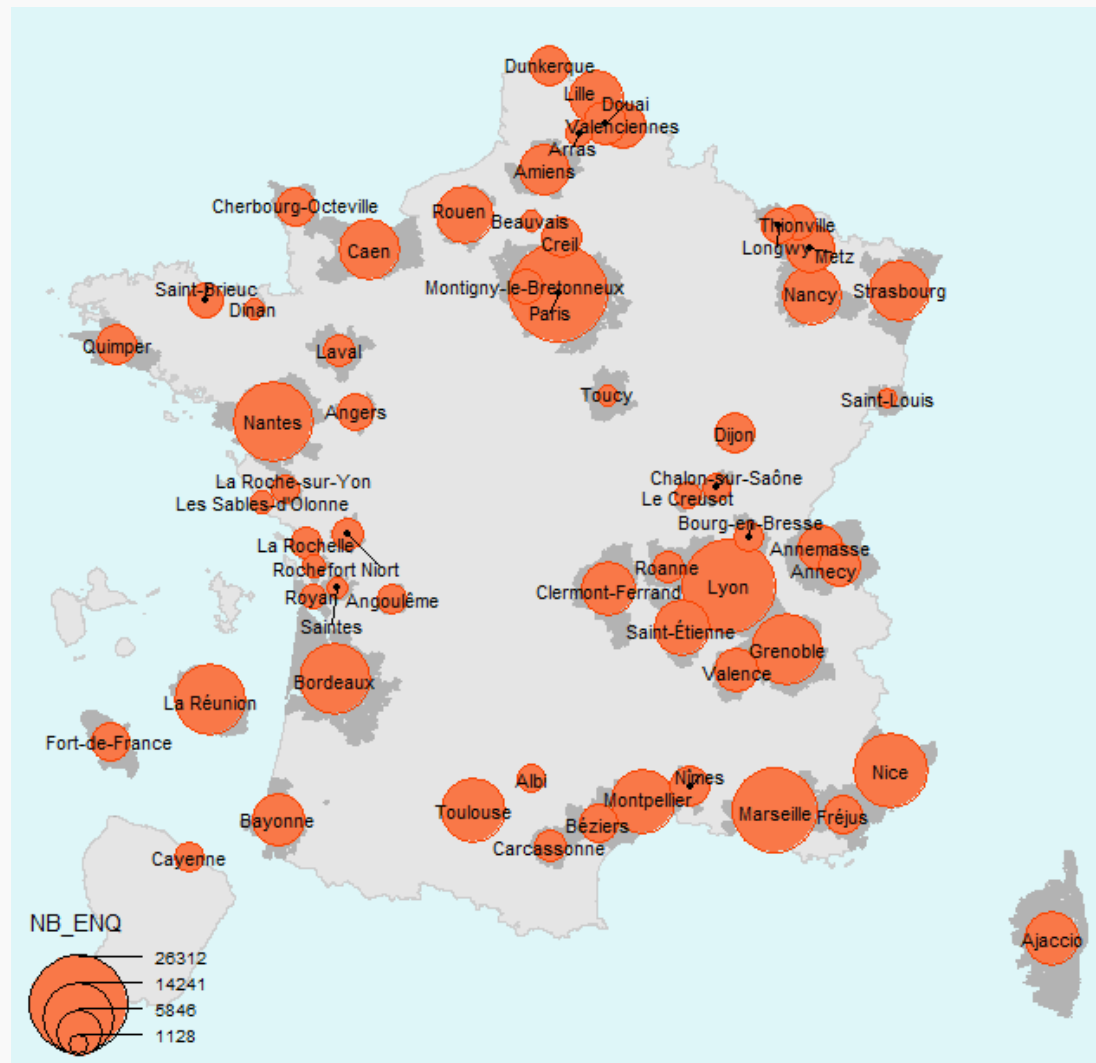 Dunkerque
Lille
Douai
Valenciennes
Arras
Amiens
Cherbourg-Octeville
Rouen
Beauvais
Creil
Caen
Thionville
Longwy
Metz
Montigny-le-Bretonneux
Paris
Nancy
Strasbourg
Saint-Brieuc
Dinan
Quimper
Laval
Toucy
Saint-Louis
Nantes
Angers
Dijon
La Roche-sur-Yon
Les Sables-d'Olonne
Chalon-sur-Saône
Le Creusot
Bourg-en-Bresse
La Rochelle
Annemasse
Annecy
Rochefort Niort
Roanne
Clermont-Ferrand
Lyon
Royan
Angoulême
Saintes
Saint-Étienne
Grenoble
Valence
Bordeaux
La Réunion
Fort-de-France
Nice
Nîmes
Albi
Montpellier
Toulouse
Marseille
Fréjus
Bayonne
Béziers
Carcassonne
Cayenne
NB_ENQ
26312
14241
5846
1128
Ajaccio